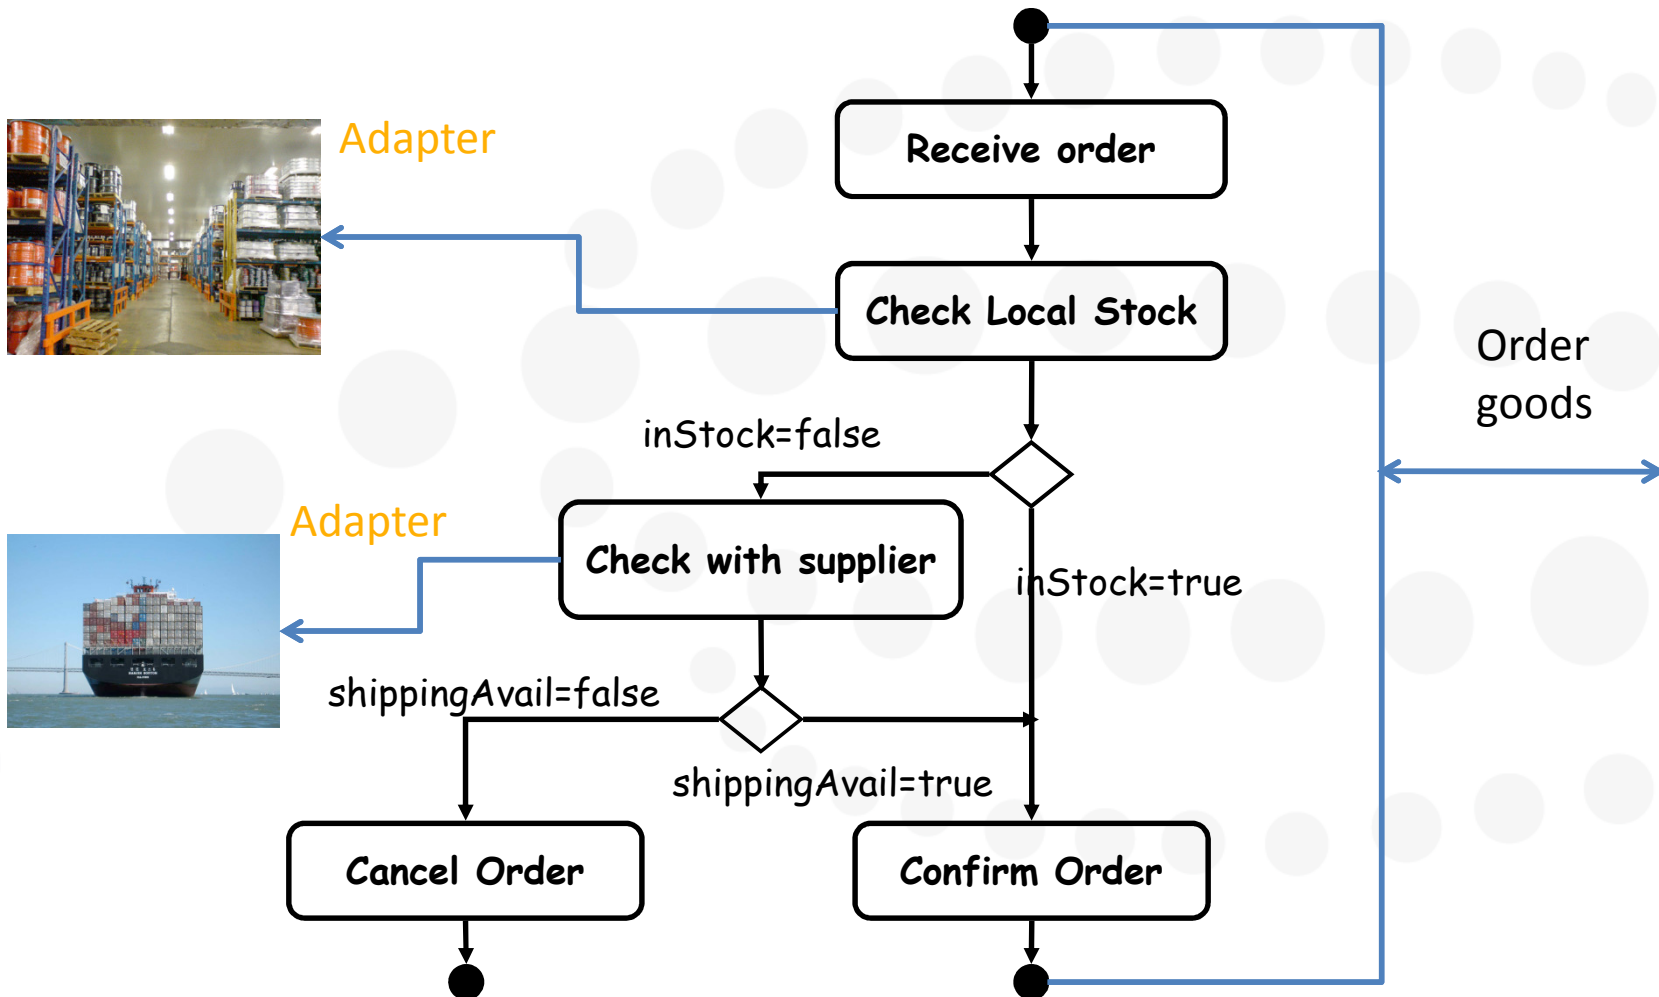 Adapter
Receive order
Check Local Stock
Order
goods
inStock=false
Adapter
Check with supplier
inStock=true
shippingAvail=false
shippingAvail=true
Cancel Order
Confirm Order